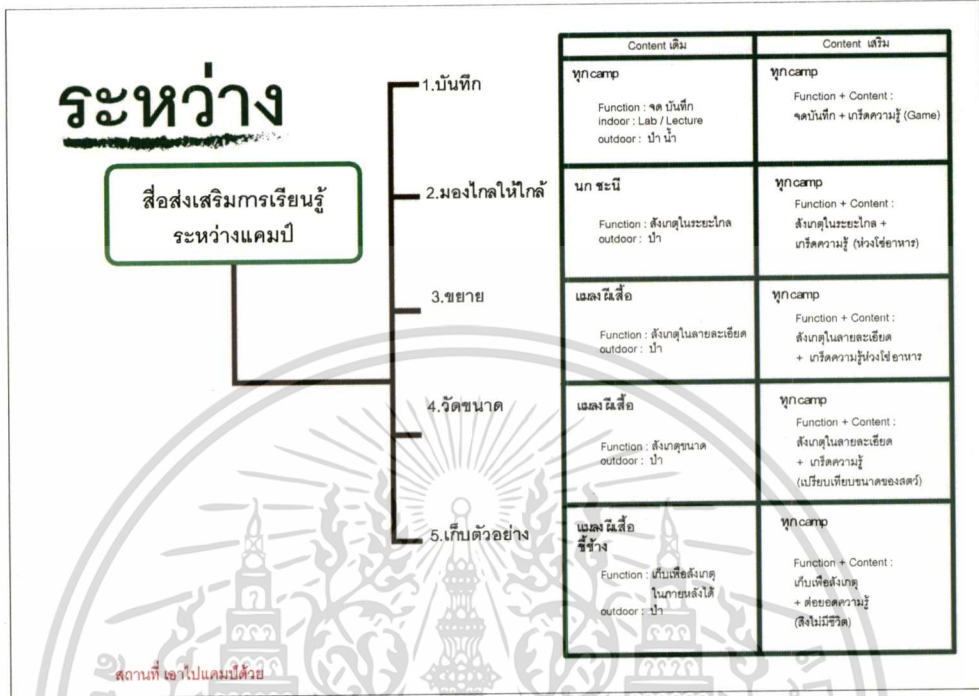 ระหว่าง
สื่อส่งเสริมการเรียนรู้
ระหว่างแคมป์
1.บันทึก
2.มองไกลให้ใกล้
3.ขยาย
4.วัดขนาด
5.เก็บตัวอย่าง
Content เดิม
Content เสริม
ทุก camp
Function : จด บันทึก
indoor : Lab / Lecture
outdoor : ป่า น้ำ
ทุก camp
Function + Content :
จดบันทึก + เกร็ดความรู้ (Game)
นก ชะนี
Function : สังเกตุในระยะไกล
outdoor : ป่า
ทุก camp
Function + Content :
สังเกตุในระยะไกล +
เกร็ดความรู้ (ห่วงโซ่อาหาร)
แมลง ผีเสื้อ
Function : สังเกตุในลายละเอียด
outdoor : ป่า
ทุก camp
Function + Content :
สังเกตุในลายละเอียด
+ เกร็ดความรู้ห่วงโซ่อาหาร
แมลง ผีเสื้อ
Function : สังเกตุขนาด
outdoor : ป่า
ทุก camp
Function + Content :
สังเกตุในลายละเอียด
+ เกร็ดความรู้
(เปรียบเทียบขนาดของสตว์)
แมลง ผีเสื้อ
ขี้ช้าง
Function : เก็บเพื่อสังเกตุ
ในภายหลังได้
outdoor : ป่า
ทุก camp
Function + Content :
เก็บเพื่อสังเกตุ
+ ต่อยอดความรู้
(สิ่งไม่มีชีวิต)
สถานที่ เอาไปแคมป์ด้วย